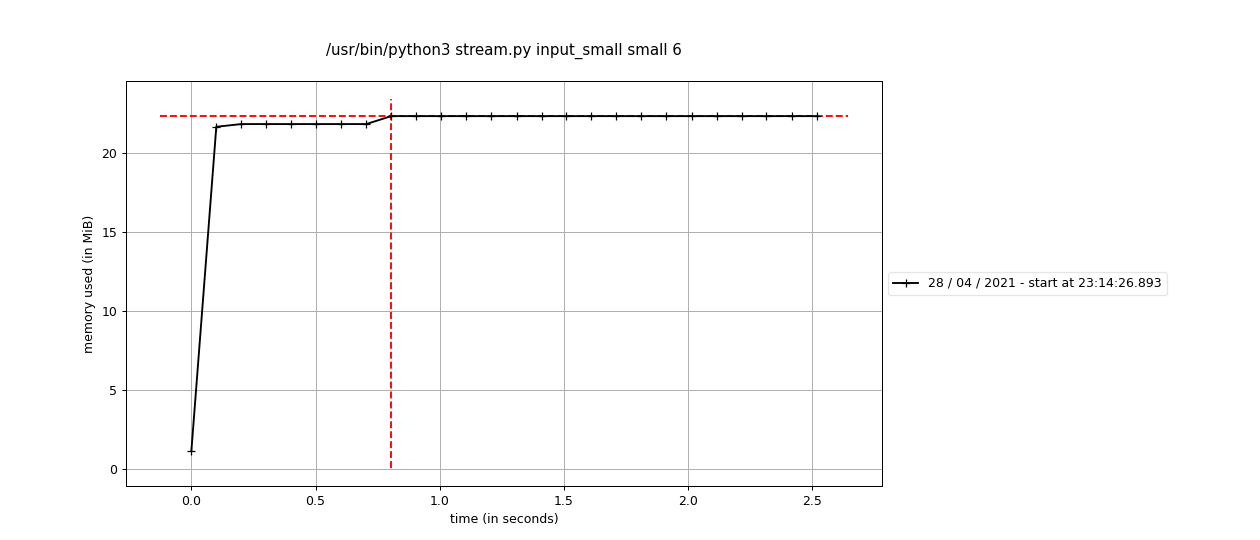 /usr/bin/python3 stream.py input_small small 6
memory used (in MiB)
20
15
10
5
0
0.0 0.5 1.0 1.5 2.0 2.5
time (in seconds)
28 / 04 / 2021 - start at 23:14:26.893